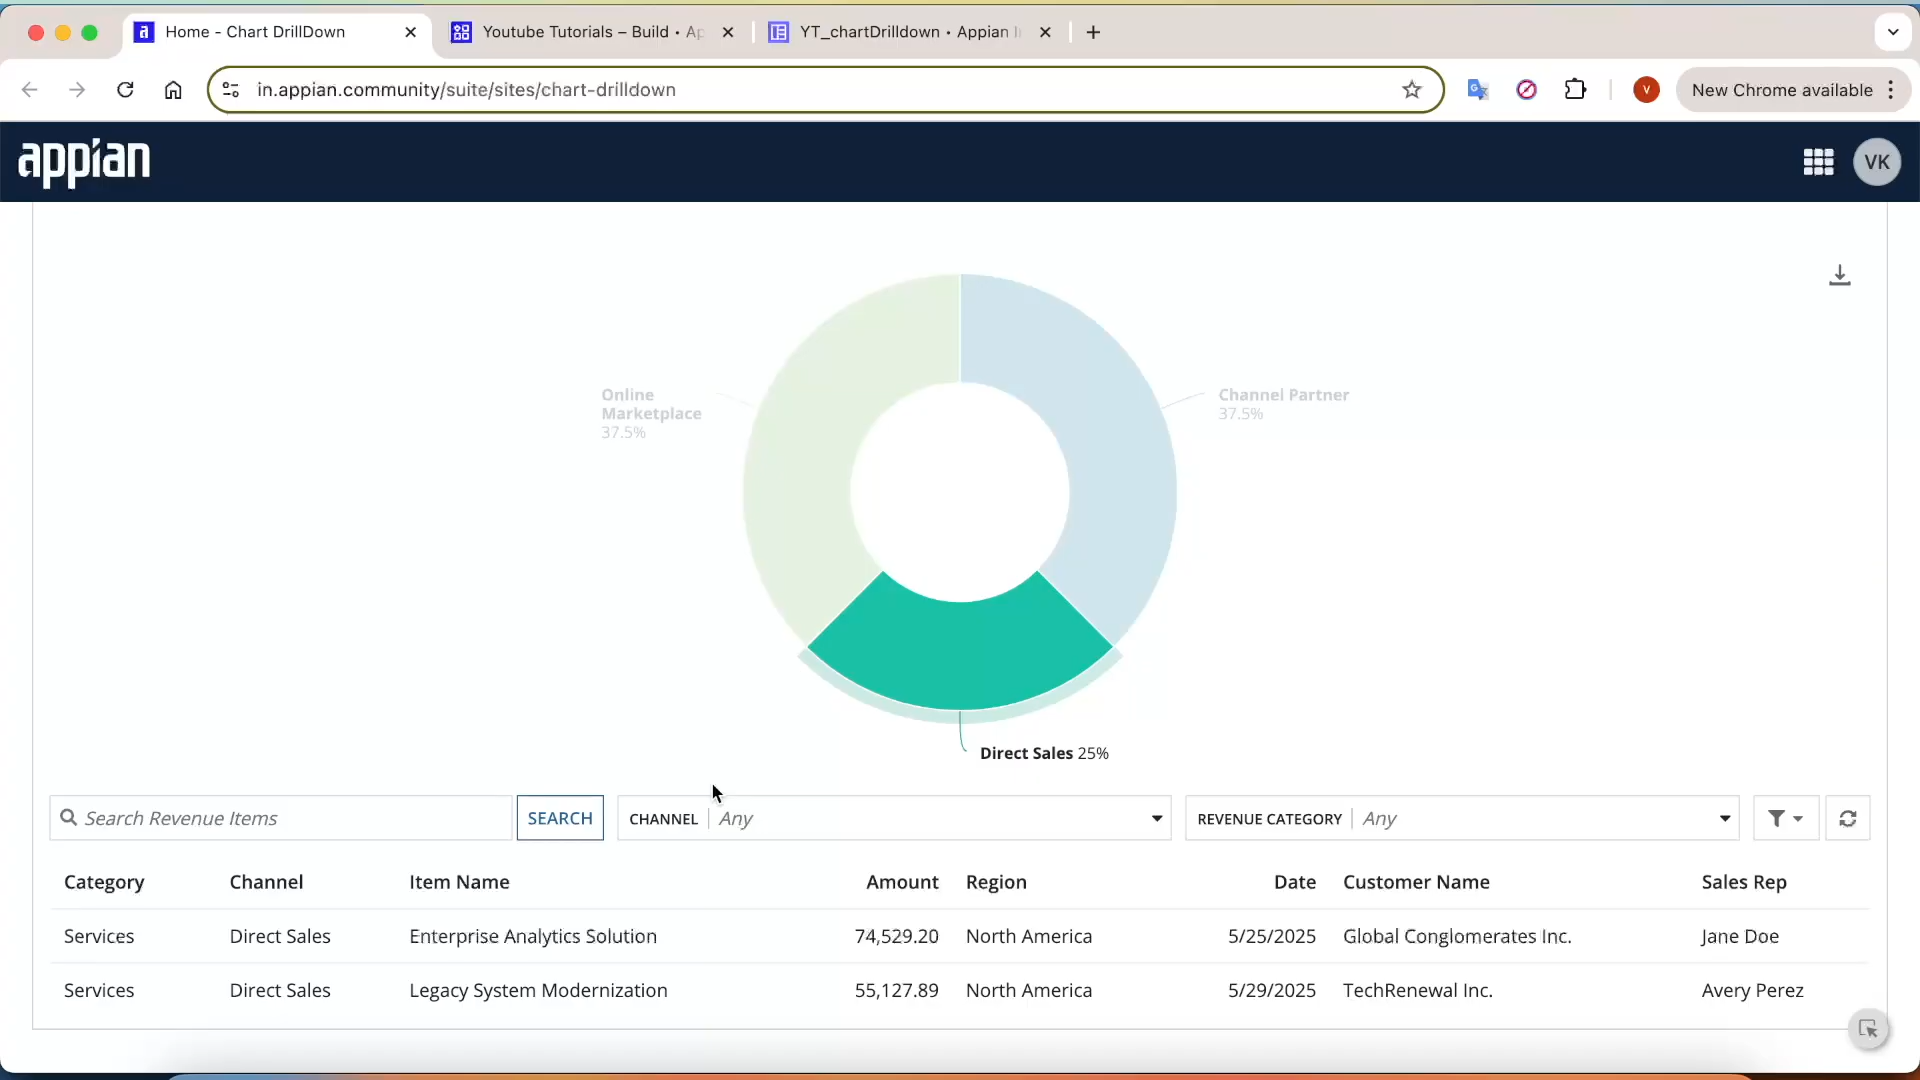 Home - Chart DrillDown
Youtube Tutorials – Build • Ap
YT_chartDrilldown • Appian I
in.appian.community/suite/sites/chart-drilldown
V
New Chrome available
appian
VK
Online
Marketplace
37.5%
Channel Partner
37.5%
Direct Sales 25%
Search Revenue Items
SEARCH
CHANNEL Any
REVENUE CATEGORY Any
Category Channel Item Name Amount Region Date Customer Name Sales Rep
Services Direct Sales Enterprise Analytics Solution 74,529.20 North America 5/25/2025 Global Conglomerates Inc. Jane Doe
Services Direct Sales Legacy System Modernization 55,127.89 North America 5/29/2025 TechRenewal Inc. Avery Perez